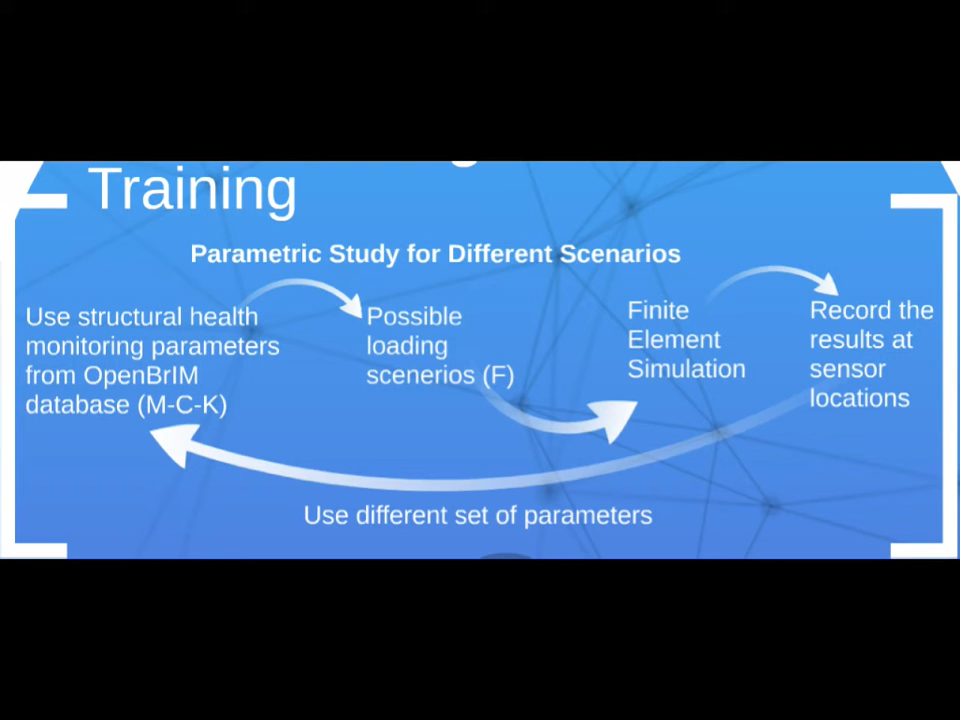 Training
Parametric Study for Different Scenarios
Use structural health
monitoring parameters
from OpenBrIM
database (M-C-K)
Possible
loading
scenerios (F)
Finite
Element
Simulation
Record the
results at
sensor
locations
Use different set of parameters